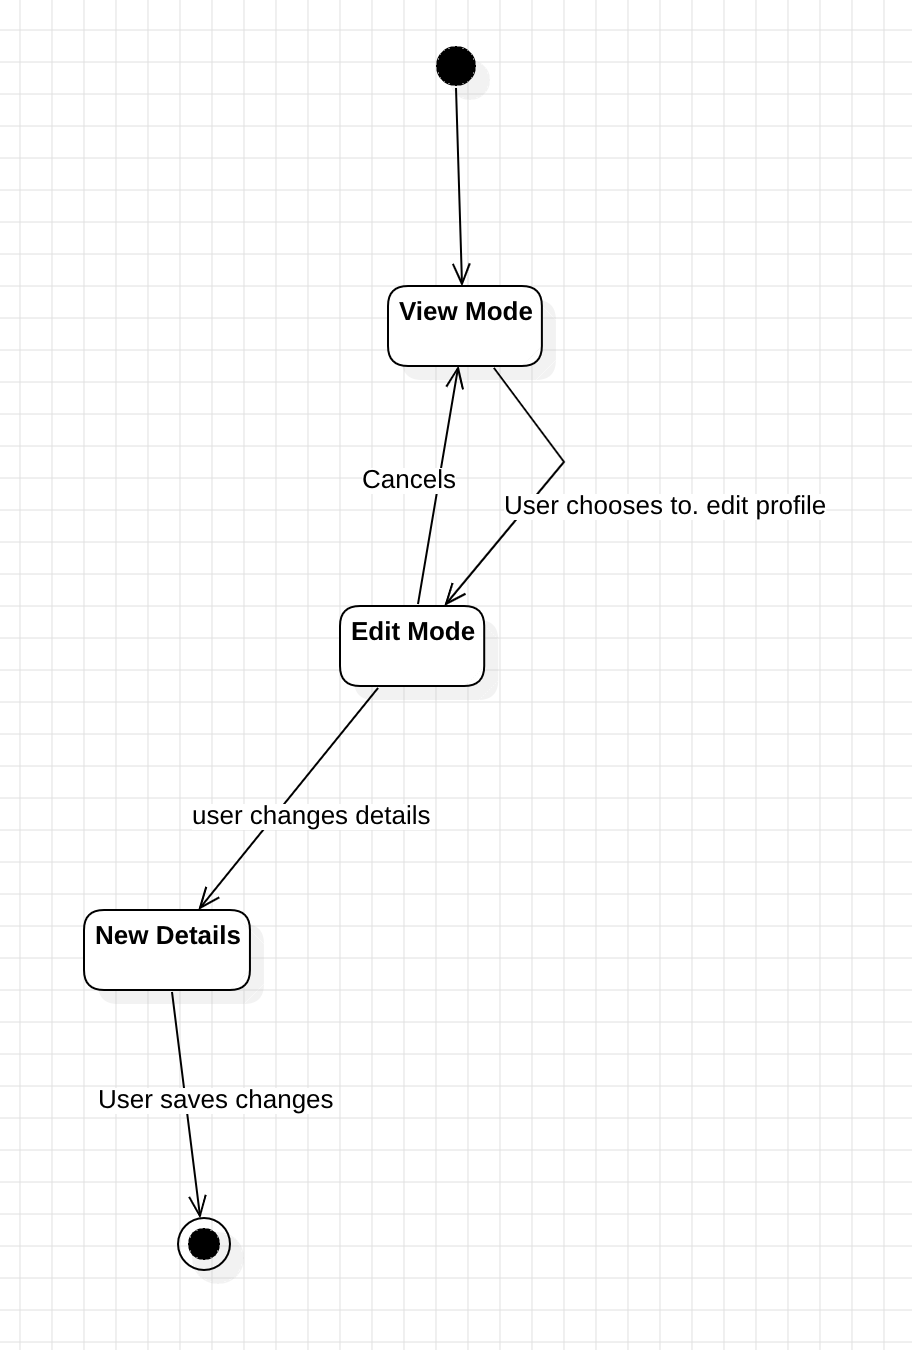 View Mode
Cancels
User chooses to. edit profile
Edit Mode
user changes details
New Details
User saves changes